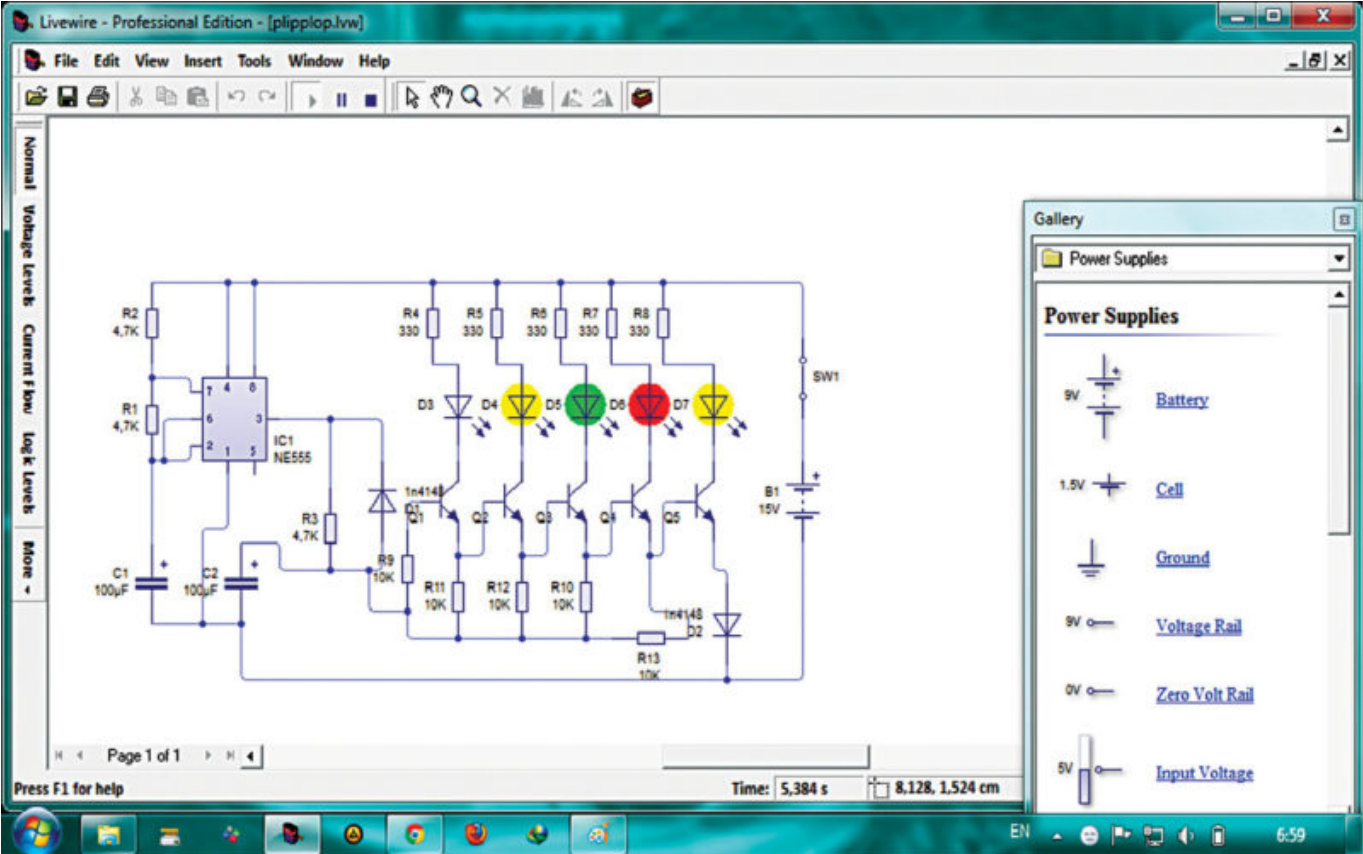 Livewire - Professional Edition - [plipplop.lvw]
File Edit View Insert Tools Window Help
Normal
Voltage Levels
Current Flow
Logic Levels
More
R2
4,7K
R1
4,7K
7 4 8
6 3
2 1 5
IC1
NE555
R3
4,7K
C1
100µF
C2
100µF
1n4148
D1
R9
10K
R4
330
R5
330
R6
330
R7
330
R8
330
D3
D4
D5
D6
D7
Q1
Q2
Q3
Q4
Q5
R11
10K
R12
10K
R10
10K
R13
10K
1n4148
D2
SW1
B1
15V
Gallery
Power Supplies
Power Supplies
9V Battery
1.5V Cell
Ground
9V Voltage Rail
0V Zero Volt Rail
5V Input Voltage
Page 1 of 1
Press F1 for help
Time: 5,384 s
8,128, 1,524 cm
EN
6:59